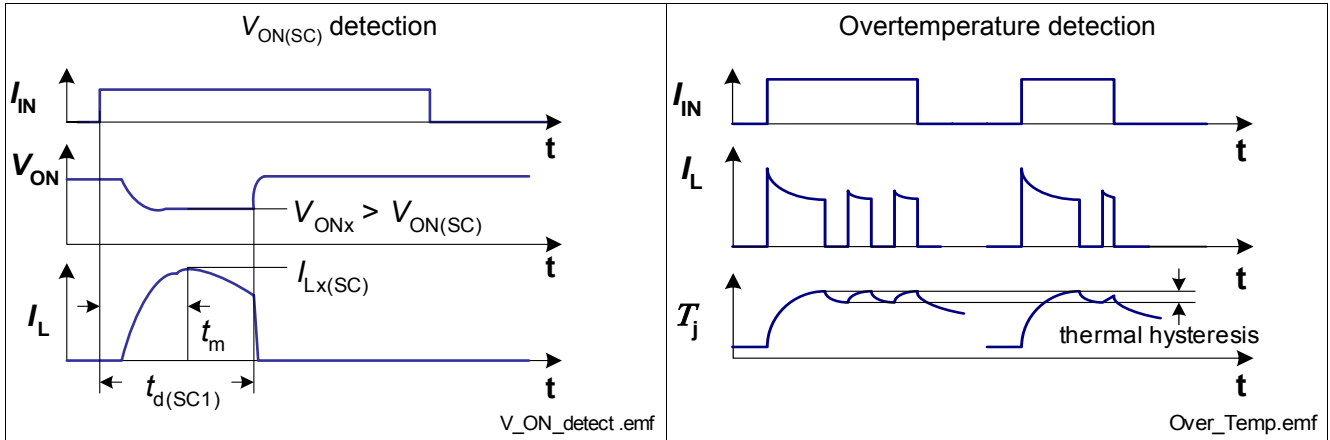 V_ON(SC) detection
I_IN
t
V_ON
V_ONx > V_ON(SC)
t
I_Lx(SC)
I_L
t_m
t
t_d(SC1)
V_ON_detect .emf
Overtemperature detection
I_IN
t
I_L
t
T_j
thermal hysteresis
t
Over_Temp.emf